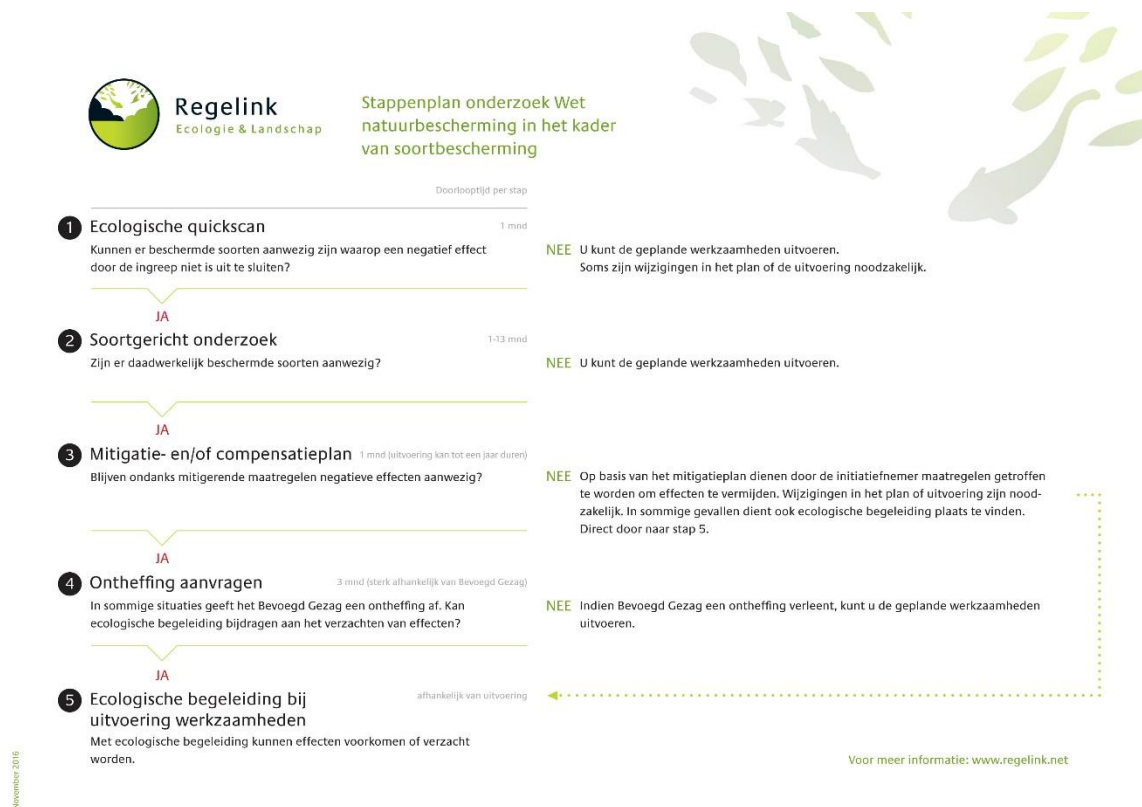 Regelink
Ecologie & Landschap
Stappenplan onderzoek Wet
natuurbescherming in het kader
van soortbescherming
Doorlooptijd per stap
1 Ecologische quickscan 1 mnd
Kunnen er beschermde soorten aanwezig zijn waarop een negatief effect
door de ingreep niet is uit te sluiten?
NEE U kunt de geplande werkzaamheden uitvoeren.
Soms zijn wijzigingen in het plan of de uitvoering noodzakelijk.
JA
2 Soortgericht onderzoek 1-13 mnd
Zijn er daadwerkelijk beschermde soorten aanwezig?
NEE U kunt de geplande werkzaamheden uitvoeren.
JA
3 Mitigatie- en/of compensatieplan 1 mnd (uitvoering kan tot een jaar duren)
Blijven ondanks mitigerende maatregelen negatieve effecten aanwezig?
NEE Op basis van het mitigatieplan dienen door de initiatiefnemer maatregelen getroffen
te worden om effecten te vermijden. Wijzigingen in het plan of uitvoering zijn nood-
zakelijk. In sommige gevallen dient ook ecologische begeleiding plaats te vinden.
Direct door naar stap 5.
JA
4 Ontheffing aanvragen 3 mnd (sterk afhankelijk van Bevoegd Gezag)
In sommige situaties geeft het Bevoegd Gezag een ontheffing af. Kan
ecologische begeleiding bijdragen aan het verzachten van effecten?
NEE Indien Bevoegd Gezag een ontheffing verleent, kunt u de geplande werkzaamheden
uitvoeren.
JA
5 Ecologische begeleiding bij afhankelijk van uitvoering
uitvoering werkzaamheden
Met ecologische begeleiding kunnen effecten voorkomen of verzacht
worden.
Voor meer informatie: www.regelink.net
November 2016